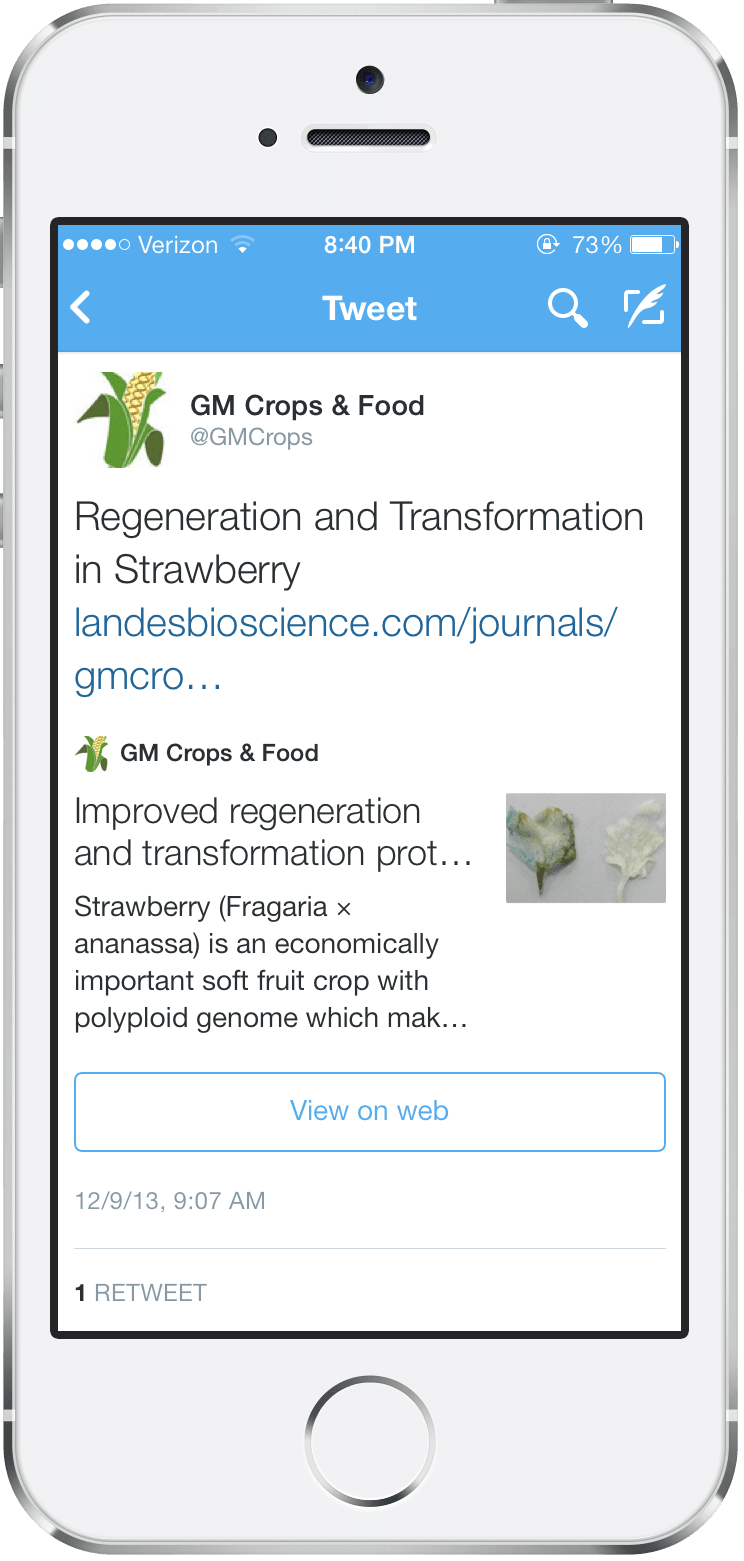 Verizon 8:40 PM 73%
Tweet
GM Crops & Food
@GMCrops
Regeneration and Transformation
in Strawberry
landesbioscience.com/journals/
gmcro…
GM Crops & Food
Improved regeneration
and transformation prot…
Strawberry (Fragaria ×
ananassa) is an economically
important soft fruit crop with
polyploid genome which mak…
View on web
12/9/13, 9:07 AM
1 RETWEET